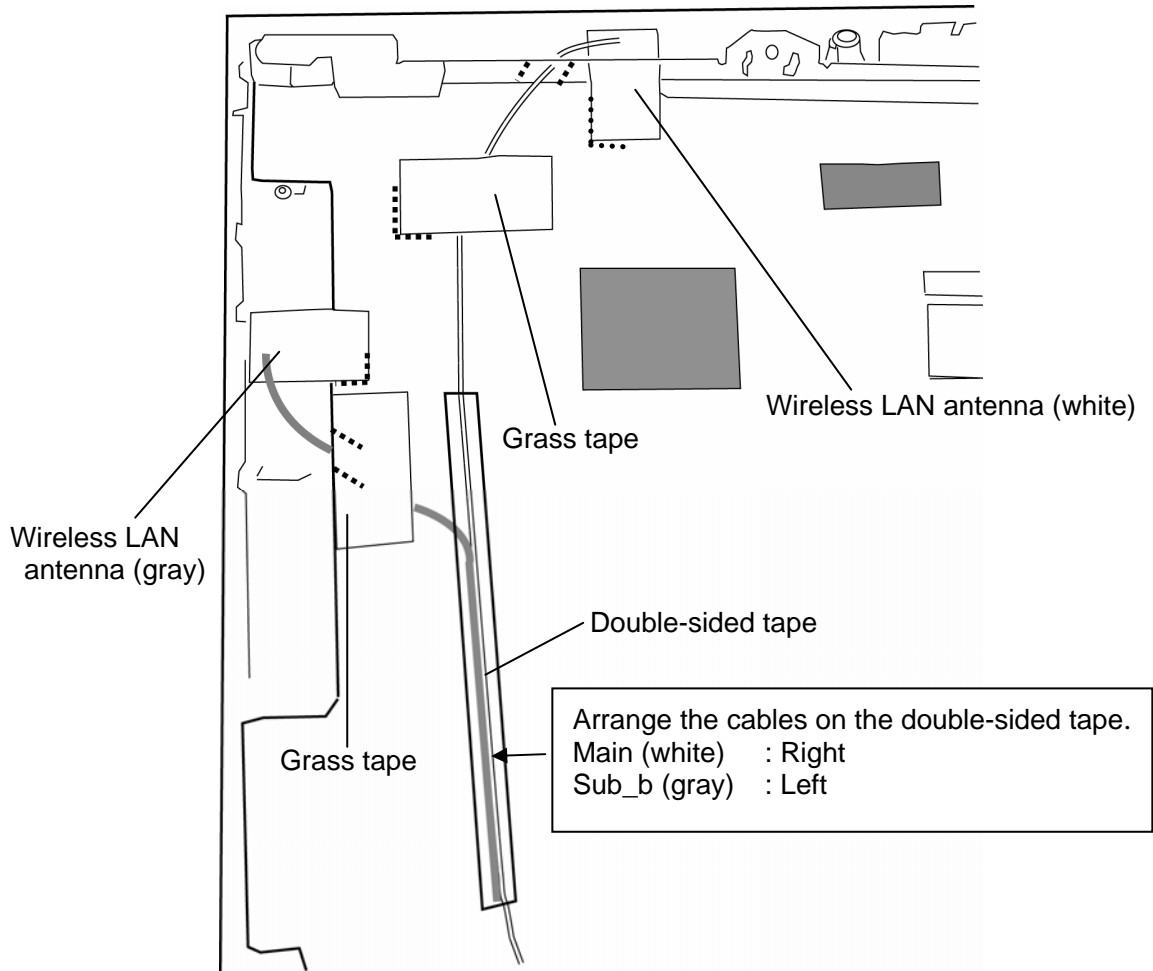 Wireless LAN antenna (white)
Grass tape
Wireless LAN
antenna (gray)
Double-sided tape
Arrange the cables on the double-sided tape.
Main (white) : Right
Sub_b (gray) : Left
Grass tape